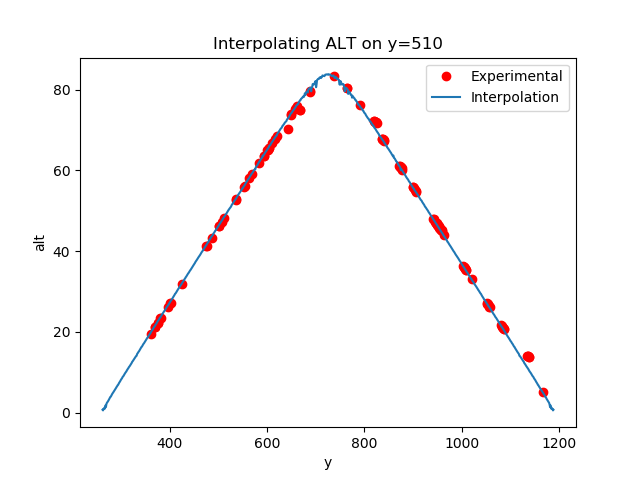 Interpolating ALT on y=510
Experimental
Interpolation
80
60
40
20
0
alt
400 600 800 1000 1200
y